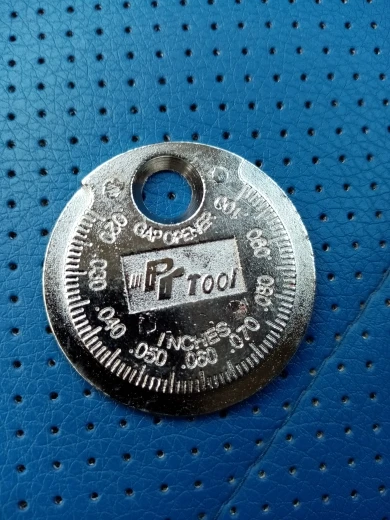 GAP OPENER
PT TOOL
INCHES
.020 .030 .040 .050 .060 .070 .080 .090 .100